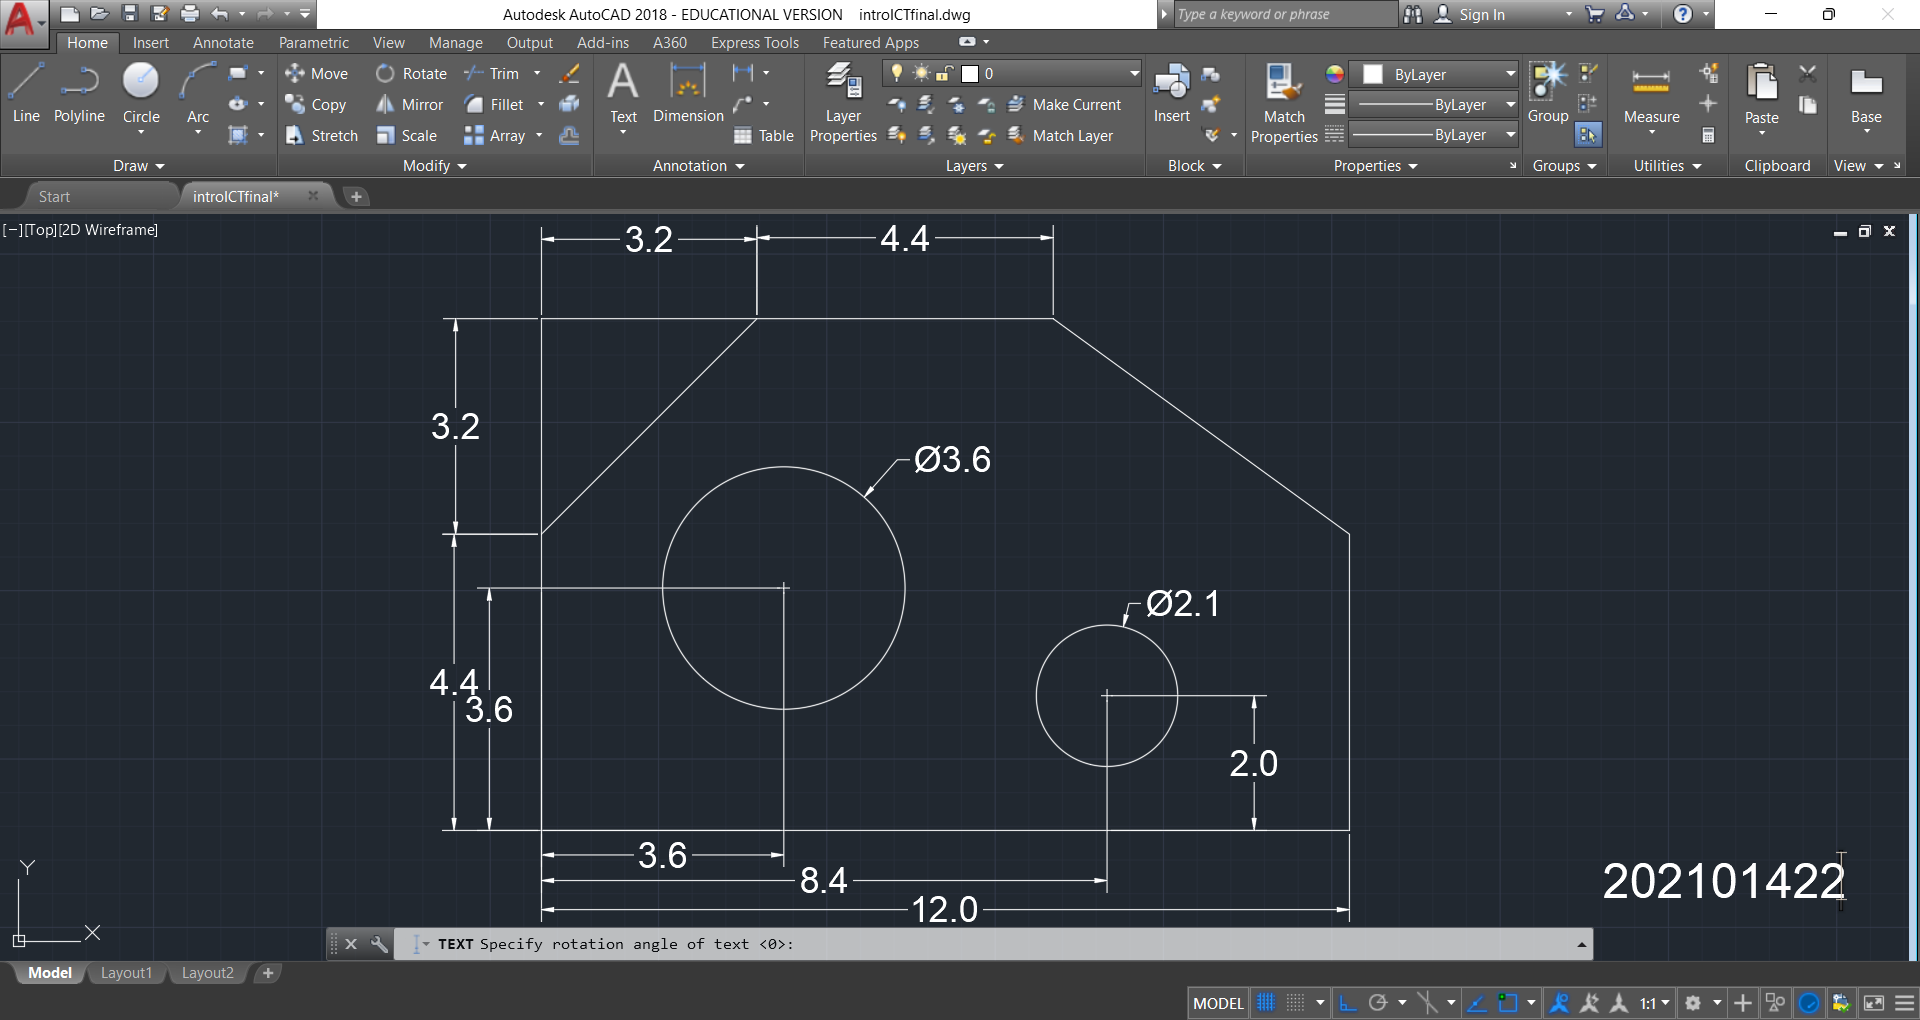 Autodesk AutoCAD 2018 - EDUCATIONAL VERSION introICTfinal.dwg
Type a keyword or phrase
Sign In
Home Insert Annotate Parametric View Manage Output Add-ins A360 Express Tools Featured Apps
Line Polyline Circle Arc
Draw
Move Rotate Trim
Copy Mirror Fillet
Stretch Scale Array
Modify
Text Dimension
Table
Annotation
Layer Properties
0
Make Current
Match Layer
Layers
Insert
Block
Match Properties
ByLayer
ByLayer
ByLayer
Properties
Group
Groups
Measure
Utilities
Paste
Clipboard
Base
View
Start introICTfinal*
[−][Top][2D Wireframe]
3.2 4.4
3.2
Ø3.6
Ø2.1
4.4
3.6
2.0
3.6
8.4
12.0
202101422
Y
X
TEXT Specify rotation angle of text <0>:
Model Layout1 Layout2
MODEL
1:1